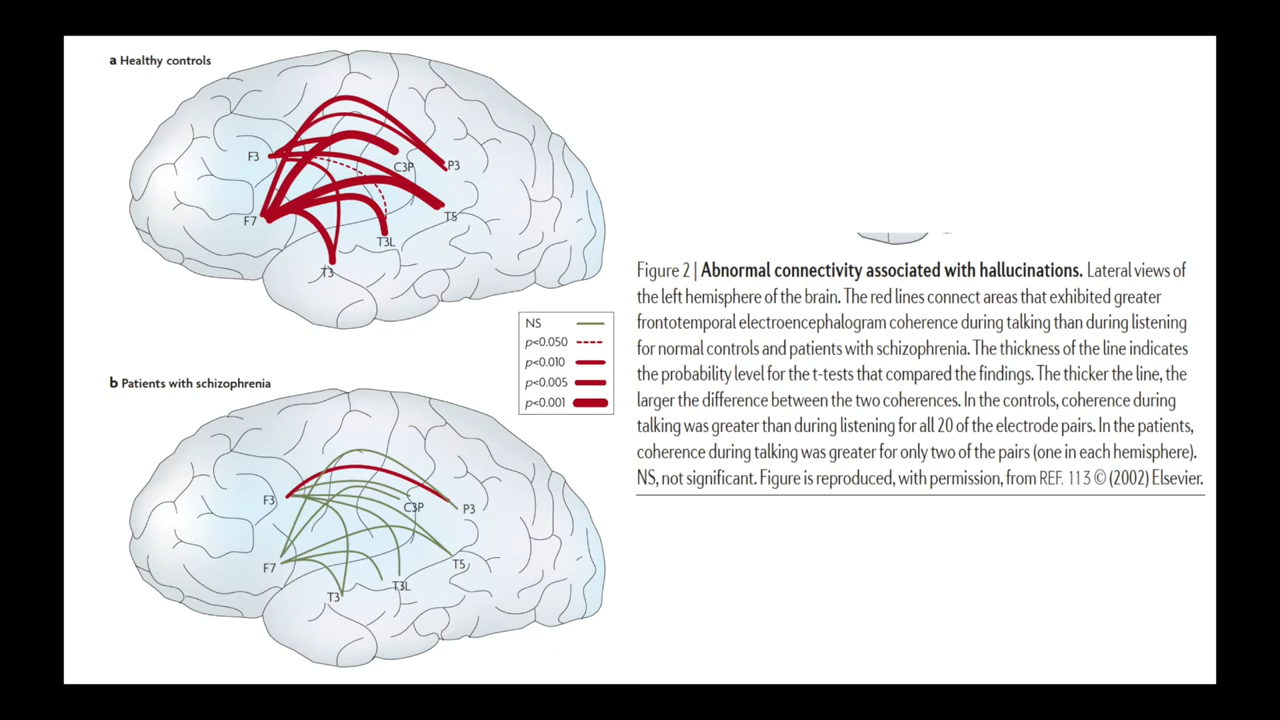 a Healthy controls
F3
C3P
P3
F7
T5
T3L
T3
NS
p<0.050
p<0.010
p<0.005
p<0.001
b Patients with schizophrenia
F3
C3P
P3
F7
T5
T3L
T3
Figure 2 | Abnormal connectivity associated with hallucinations. Lateral views of
the left hemisphere of the brain. The red lines connect areas that exhibited greater
frontotemporal electroencephalogram coherence during talking than during listening
for normal controls and patients with schizophrenia. The thickness of the line indicates
the probability level for the t-tests that compared the findings. The thicker the line, the
larger the difference between the two coherences. In the controls, coherence during
talking was greater than during listening for all 20 of the electrode pairs. In the patients,
coherence during talking was greater for only two of the pairs (one in each hemisphere).
NS, not significant. Figure is reproduced, with permission, from REF. 113 © (2002) Elsevier.